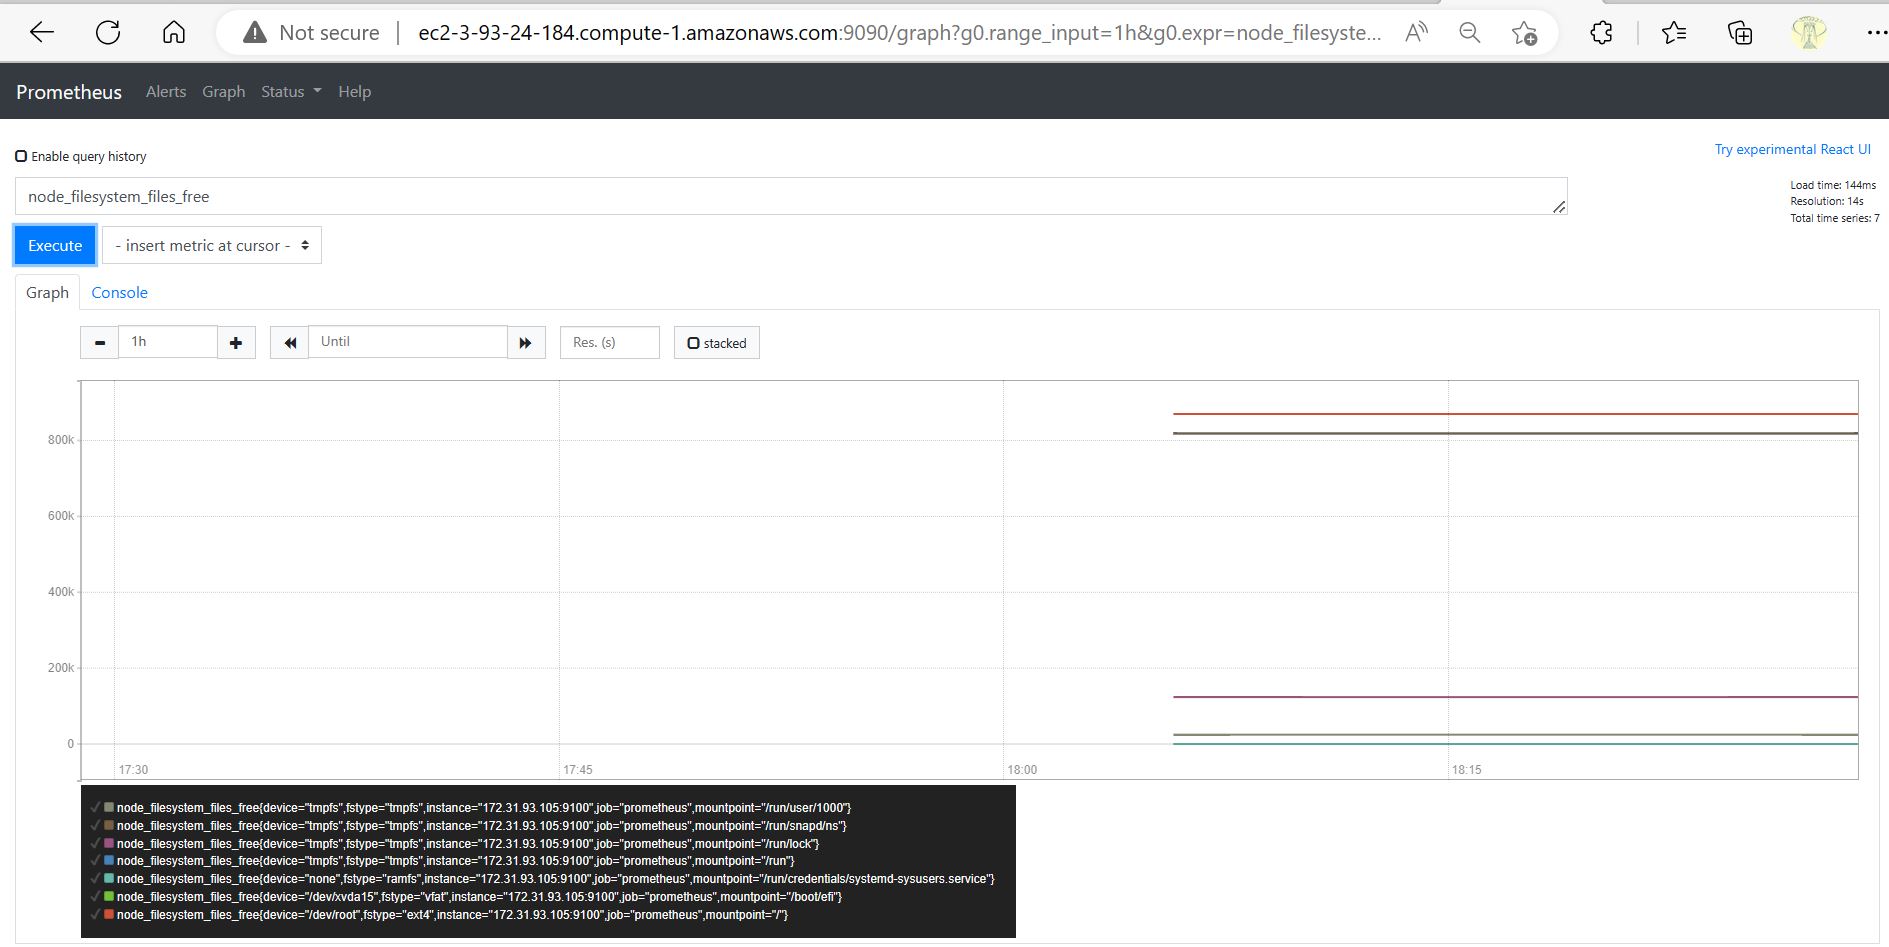 Not secure | ec2-3-93-24-184.compute-1.amazonaws.com:9090/graph?g0.range_input=1h&g0.expr=node_filesyste...
Prometheus Alerts Graph Status Help
Enable query history
Try experimental React UI
node_filesystem_files_free
Load time: 144ms
Resolution: 14s
Total time series: 7
Execute - insert metric at cursor -
Graph Console
1h Until Res. (s) stacked
800k
600k
400k
200k
0
17:30 17:45 18:00 18:15
node_filesystem_files_free{device="tmpfs",fstype="tmpfs",instance="172.31.93.105:9100",job="prometheus",mountpoint="/run/user/1000"}
node_filesystem_files_free{device="tmpfs",fstype="tmpfs",instance="172.31.93.105:9100",job="prometheus",mountpoint="/run/snapd/ns"}
node_filesystem_files_free{device="tmpfs",fstype="tmpfs",instance="172.31.93.105:9100",job="prometheus",mountpoint="/run/lock"}
node_filesystem_files_free{device="tmpfs",fstype="tmpfs",instance="172.31.93.105:9100",job="prometheus",mountpoint="/run"}
node_filesystem_files_free{device="none",fstype="ramfs",instance="172.31.93.105:9100",job="prometheus",mountpoint="/run/credentials/systemd-sysusers.service"}
node_filesystem_files_free{device="/dev/xvda15",fstype="vfat",instance="172.31.93.105:9100",job="prometheus",mountpoint="/boot/efi"}
node_filesystem_files_free{device="/dev/root",fstype="ext4",instance="172.31.93.105:9100",job="prometheus",mountpoint="/"}